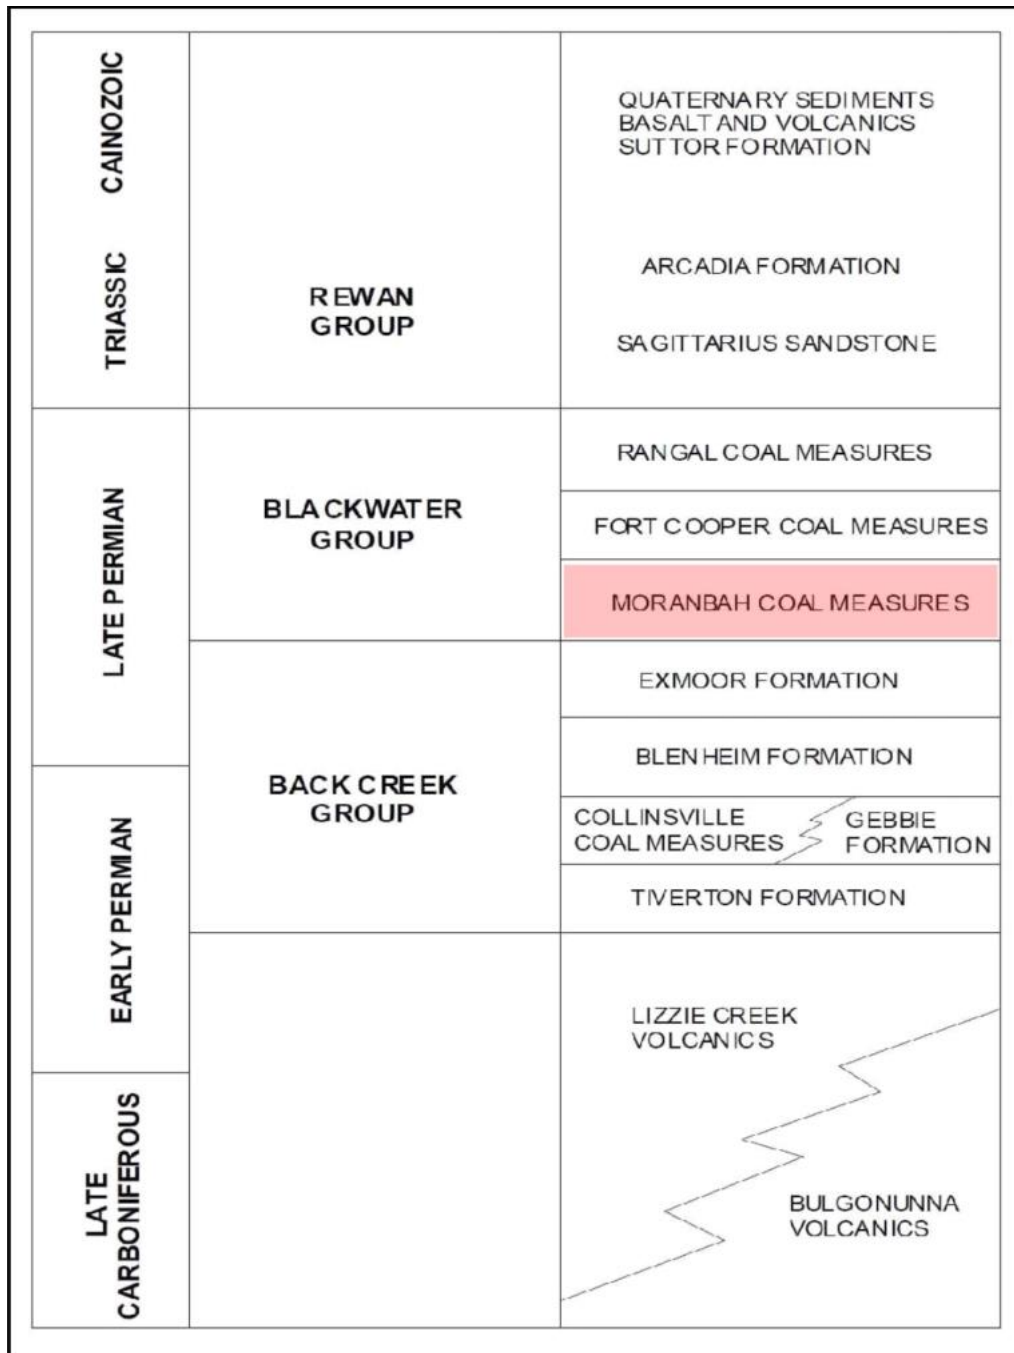 CAINOZOIC
QUATERNARY SEDIMENTS
BASALT AND VOLCANICS
SUTTOR FORMATION
TRIASSIC
REWAN
GROUP
ARCADIA FORMATION
SAGITTARIUS SANDSTONE
LATE PERMIAN
BLACKWATER
GROUP
RANGAL COAL MEASURES
FORT COOPER COAL MEASURES
MORANBAH COAL MEASURES
BACK CREEK
GROUP
EXMOOR FORMATION
BLENHEIM FORMATION
EARLY PERMIAN
COLLINSVILLE
COAL MEASURES
GEBBIE
FORMATION
TIVERTON FORMATION
LIZZIE CREEK
VOLCANICS
LATE
CARBONIFEROUS
BULGONUNNA
VOLCANICS